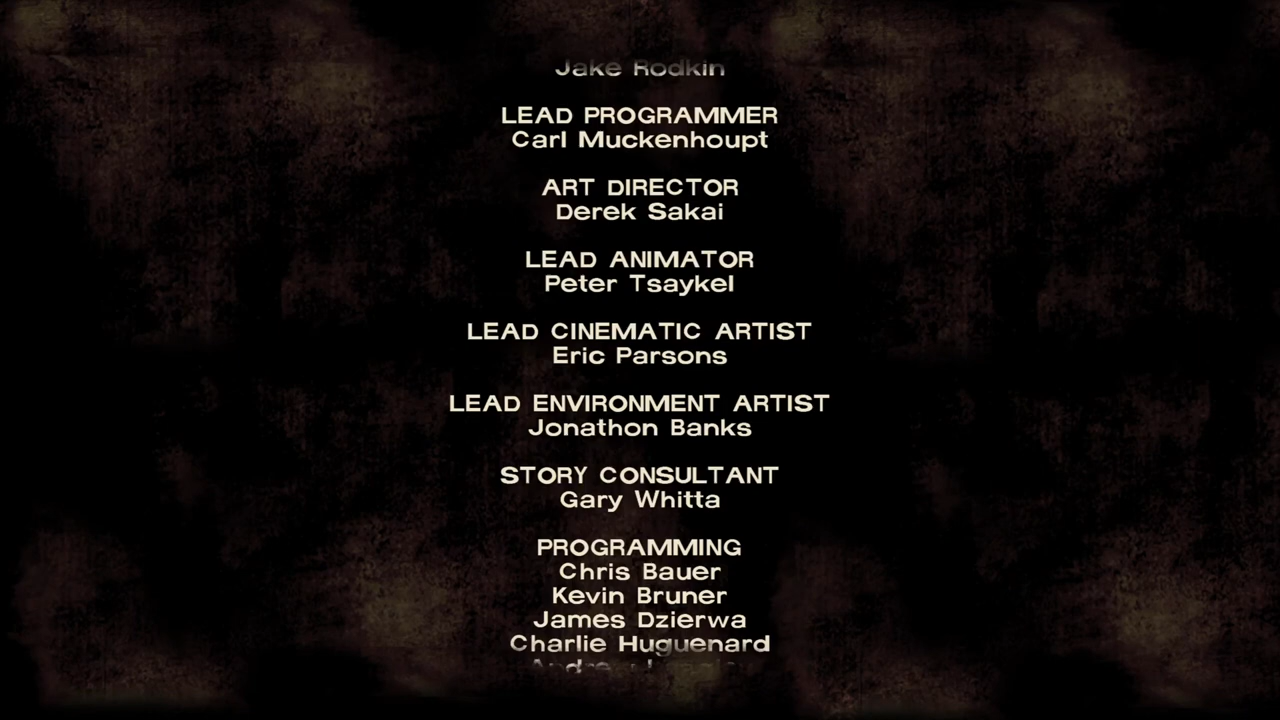 Jake Rodkin
LEAD PROGRAMMER
Carl Muckenhoupt
ART DIRECTOR
Derek Sakai
LEAD ANIMATOR
Peter Tsaykel
LEAD CINEMATIC ARTIST
Eric Parsons
LEAD ENVIRONMENT ARTIST
Jonathon Banks
STORY CONSULTANT
Gary Whitta
PROGRAMMING
Chris Bauer
Kevin Bruner
James Dzierwa
Charlie Huguenard